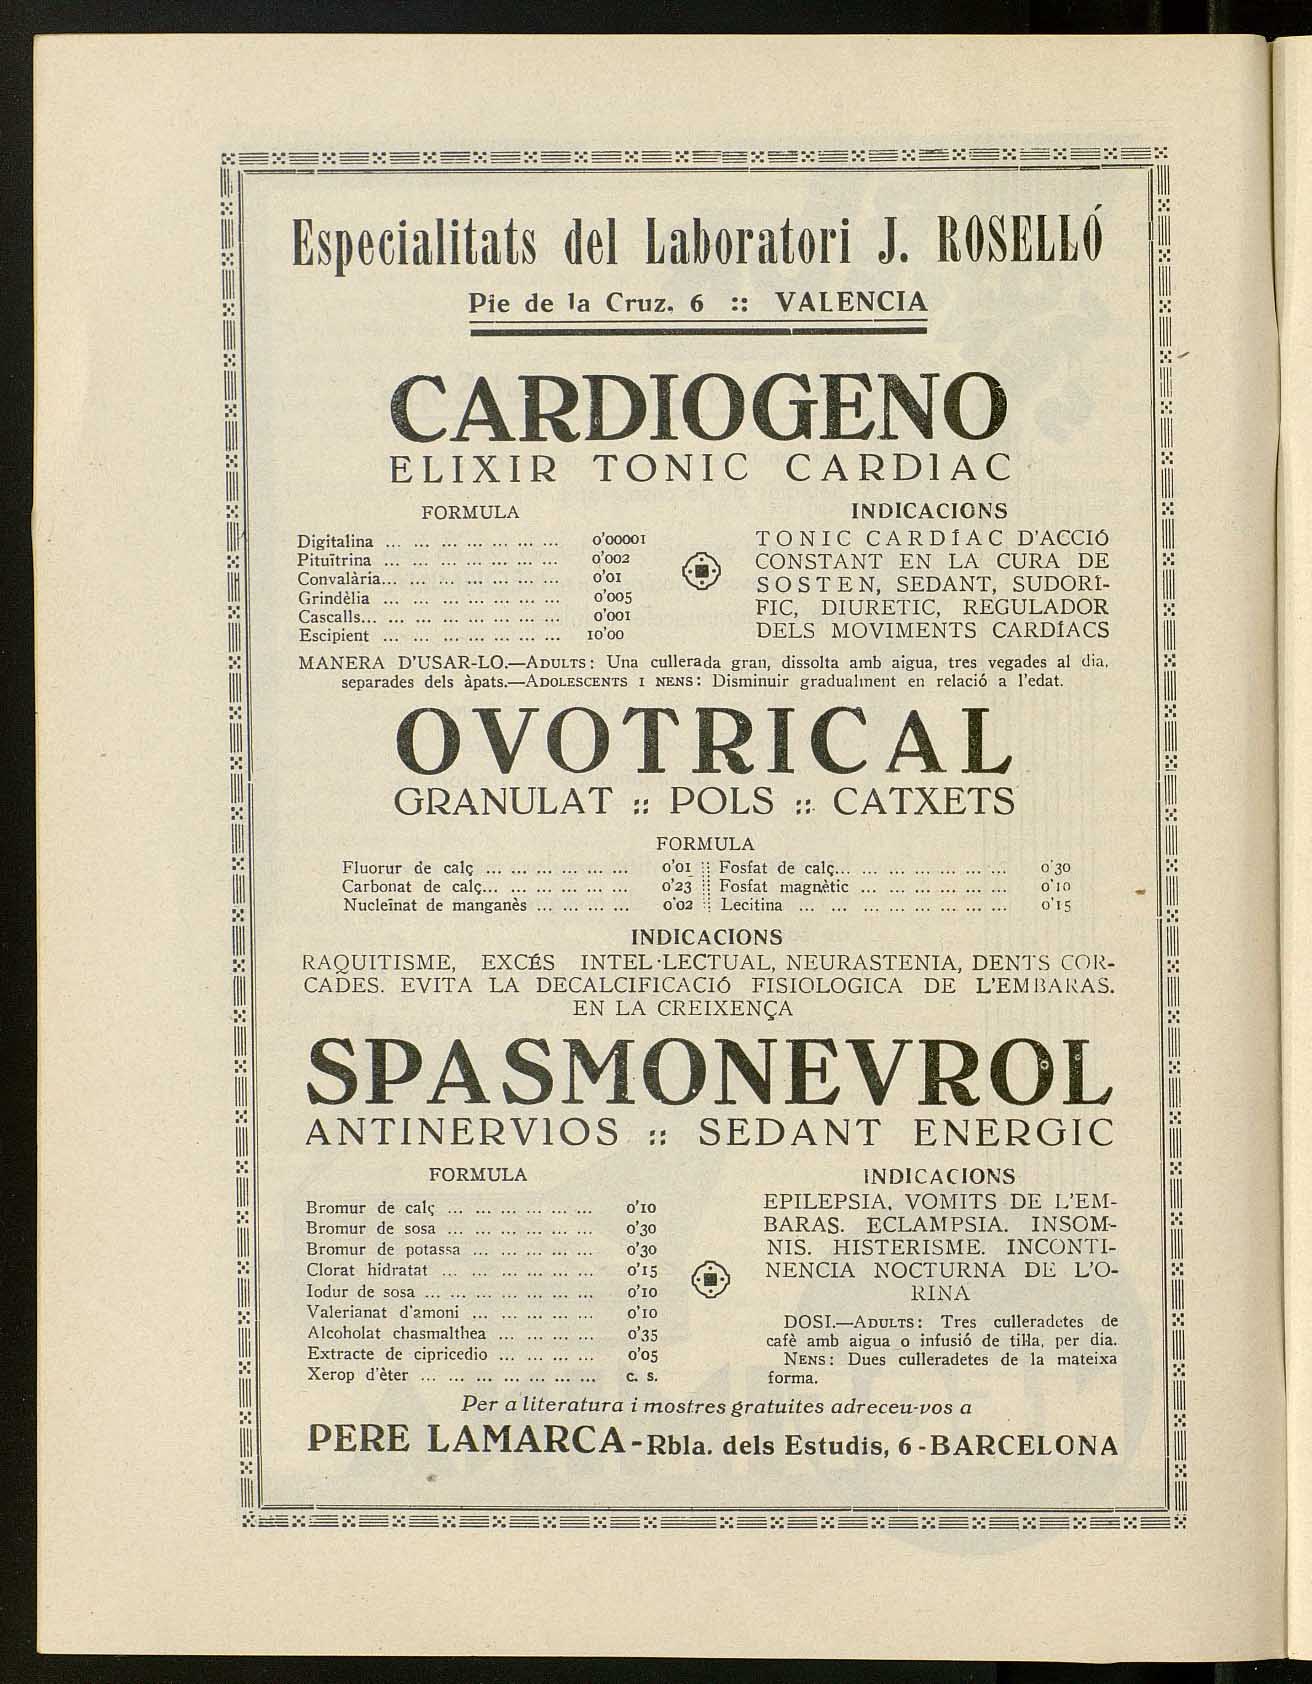 Especialitats del Laboratori J. ROSELLÓ
Pie de la Cruz, 6 :: VALENCIA
CARDIOGENO
ELIXIR TONIC CARDIAC
FORMULA
Digitalina ... ... ... ... ... ... ... 0'00001
Pituïtrina ... ... ... ... ... ... ... 0'002
Convalària... ... ... ... ... ... ... 0'01
Grindèlia ... ... ... ... ... ... ... 0'005
Cascalls... ... ... ... ... ... ... ... 0'001
Escipient ... ... ... ... ... ... ... 10'00
INDICACIONS
TONIC CARDÍAC D'ACCIÓ
CONSTANT EN LA CURA DE
SOSTEN, SEDANT, SUDORÍ-
FIC, DIURETIC, REGULADOR
DELS MOVIMENTS CARDÍACS
MANERA D'USAR-LO.—ADULTS: Una cullerada gran, dissolta amb aigua, tres vegades al dia,
separades dels àpats.—ADOLESCENTS I NENS: Disminuir gradualment en relació a l'edat.
OVOTRICAL
GRANULAT :: POLS :: CATXETS
FORMULA
Fluorur de calç ... ... ... ... ... ... 0'01 :: Fosfat de calç... ... ... ... ... ... ... 0'30
Carbonat de calç... ... ... ... ... ... 0'23 :: Fosfat magnètic ... ... ... ... ... ... 0'10
Nucleïnat de manganès ... ... ... ... 0'02 :: Lecitina ... ... ... ... ... ... ... ... 0'15
INDICACIONS
RAQUITISME, EXCÉS INTEL·LECTUAL, NEURASTENIA, DENTS COR-
CADES. EVITA LA DECALCIFICACIÓ FISIOLOGICA DE L'EMBARAS.
EN LA CREIXENÇA
SPASMONEVROL
ANTINERVIOS :: SEDANT ENERGIC
FORMULA
Bromur de calç ... ... ... ... ... ... 0'10
Bromur de sosa ... ... ... ... ... ... 0'30
Bromur de potassa ... ... ... ... ... 0'30
Clorat hidratat ... ... ... ... ... ... 0'15
Iodur de sosa ... ... ... ... ... ... ... 0'10
Valerianat d'amoni ... ... ... ... ... 0'10
Alcoholat chasmalthea ... ... ... ... 0'35
Extracte de cipricedio ... ... ... ... 0'05
Xerop d'èter ... ... ... ... ... ... ... c. s.
INDICACIONS
EPILEPSIA. VOMITS DE L'EM-
BARAS. ECLAMPSIA. INSOM-
NIS. HISTERISME. INCONTI-
NENCIA NOCTURNA DE L'O-
RINA
DOSI.—ADULTS: Tres culleradetes de
cafè amb aigua o infusió de til·la, per dia.
NENS: Dues culleradetes de la mateixa
forma.
Per a literatura i mostres gratuites adreceu-vos a
PERE LAMARCA - Rbla. dels Estudis, 6 - BARCELONA